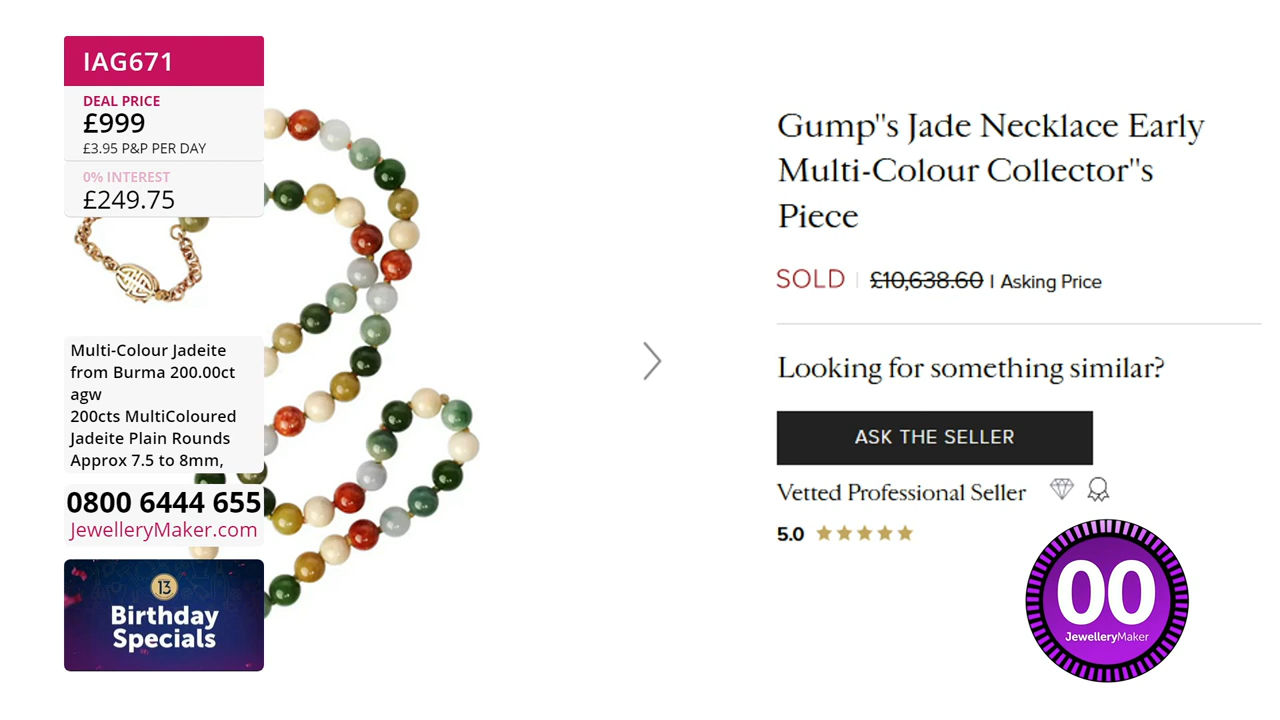 IAG671
DEAL PRICE
£999
£3.95 P&P PER DAY
0% INTEREST
£249.75
Multi-Colour Jadeite
from Burma 200.00ct
agw
200cts MultiColoured
Jadeite Plain Rounds
Approx 7.5 to 8mm,
0800 6444 655
JewelleryMaker.com
13
Birthday
Specials
Gump"s Jade Necklace Early
Multi-Colour Collector"s
Piece
SOLD | £10,638.60 | Asking Price
Looking for something similar?
ASK THE SELLER
Vetted Professional Seller
5.0
00
JewelleryMaker